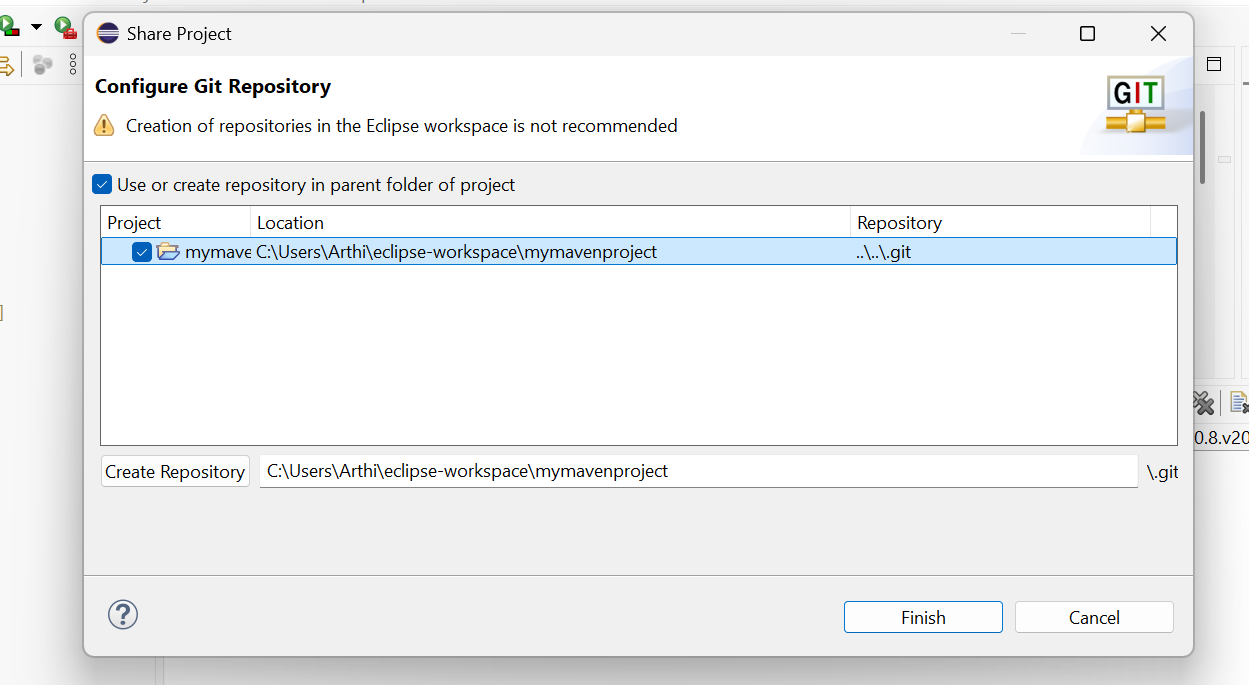 Share Project
Configure Git Repository
GIT
Creation of repositories in the Eclipse workspace is not recommended
Use or create repository in parent folder of project
Project Location Repository
mymave C:\Users\Arthi\eclipse-workspace\mymavenproject ..\..\.git
0.8.v20
Create Repository C:\Users\Arthi\eclipse-workspace\mymavenproject \.git
Finish Cancel